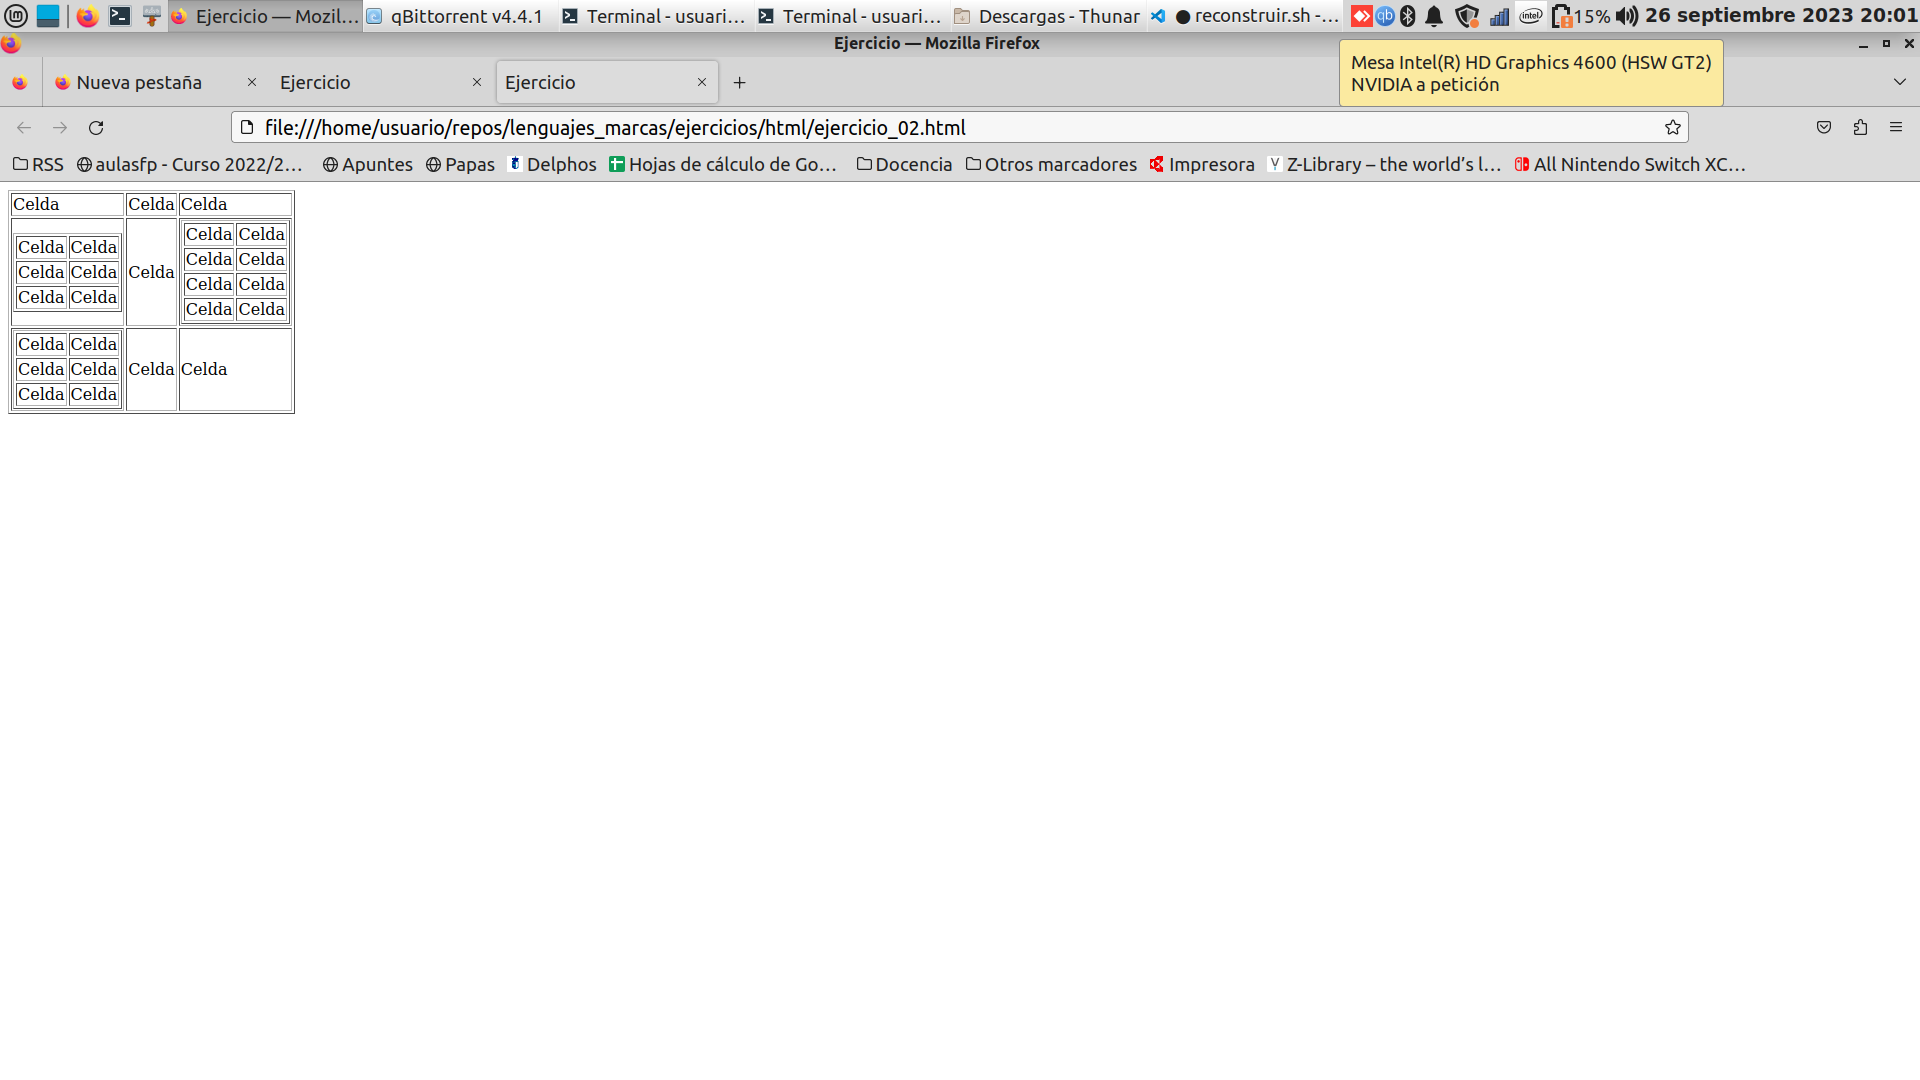 Ejercicio — Mozil... qBittorrent v4.4.1 Terminal - usuari... Terminal - usuari... Descargas - Thunar reconstruir.sh -... qb intel 15% 26 septiembre 2023 20:01
Ejercicio — Mozilla Firefox
Mesa Intel(R) HD Graphics 4600 (HSW GT2)
NVIDIA a petición
Nueva pestaña Ejercicio Ejercicio
file:///home/usuario/repos/lenguajes_marcas/ejercicios/html/ejercicio_02.html
RSS aulasfp - Curso 2022/2... Apuntes Papas Delphos Hojas de cálculo de Go... Docencia Otros marcadores Impresora Z-Library – the world’s l... All Nintendo Switch XC...
Celda Celda Celda
Celda Celda
Celda Celda
Celda Celda
Celda
Celda Celda
Celda Celda
Celda Celda
Celda Celda
Celda Celda
Celda Celda
Celda Celda
Celda
Celda